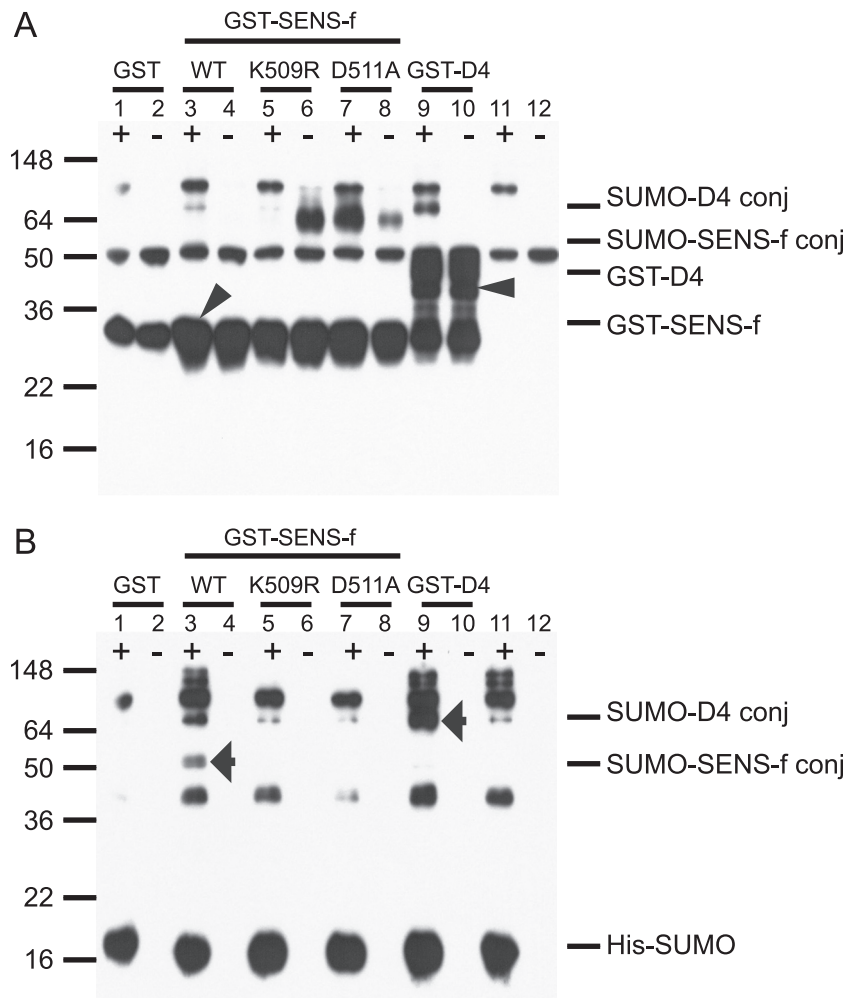 A
GST-SENS-f
GST WT K509R D511A GST-D4
1 2 3 4 5 6 7 8 9 10 11 12
+ - + - + - + - + - + -
148
64
50
36
22
16
SUMO-D4 conj
SUMO-SENS-f conj
GST-D4
GST-SENS-f
B
GST-SENS-f
GST WT K509R D511A GST-D4
1 2 3 4 5 6 7 8 9 10 11 12
+ - + - + - + - + - + -
148
64
50
36
22
16
SUMO-D4 conj
SUMO-SENS-f conj
His-SUMO